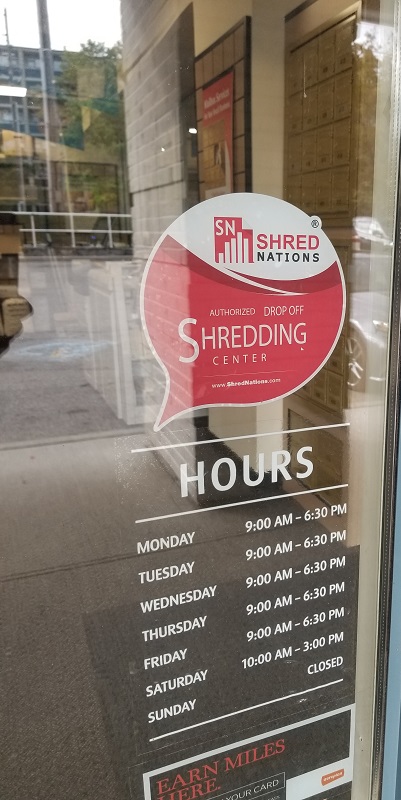 SN
SHRED
NATIONS
®
AUTHORIZED DROP OFF
SHREDDING
CENTER
www.ShredNations.com
HOURS
MONDAY 9:00 AM – 6:30 PM
TUESDAY 9:00 AM – 6:30 PM
WEDNESDAY 9:00 AM – 6:30 PM
THURSDAY 9:00 AM – 6:30 PM
FRIDAY 9:00 AM – 6:30 PM
SATURDAY 10:00 AM – 3:00 PM
SUNDAY CLOSED
EARN MILES
HERE.
YOUR CARD